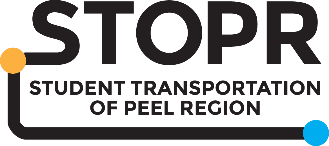 STOPR
STUDENT TRANSPORTATION
OF PEEL REGION